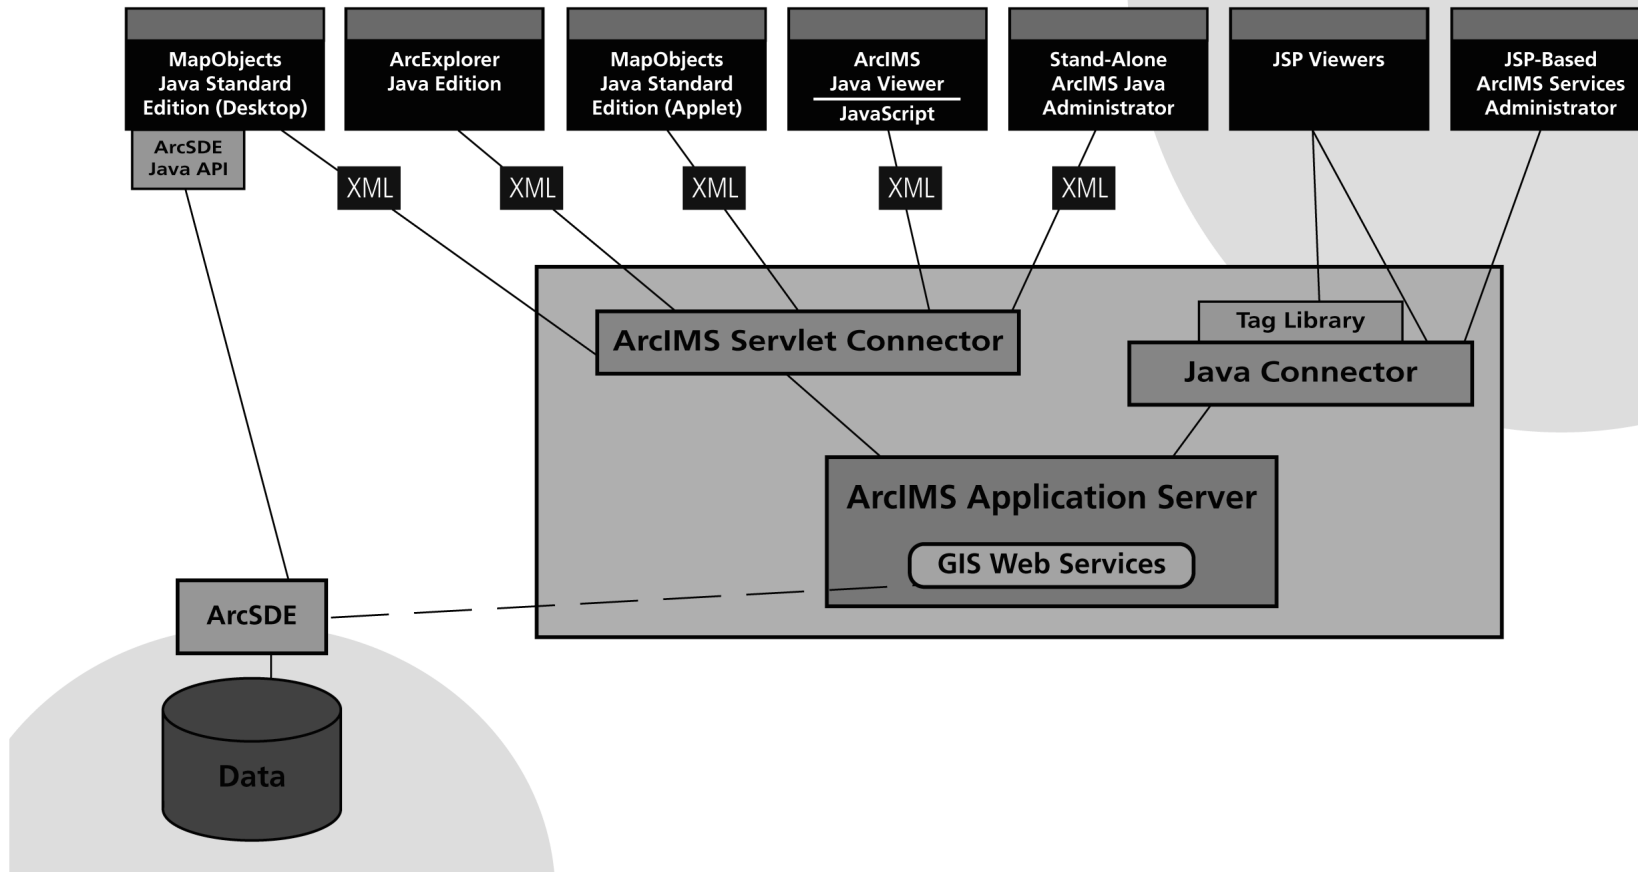 MapObjects
Java Standard
Edition (Desktop)
ArcExplorer
Java Edition
MapObjects
Java Standard
Edition (Applet)
ArcIMS
Java Viewer
JavaScript
Stand-Alone
ArcIMS Java
Administrator
JSP Viewers
JSP-Based
ArcIMS Services
Administrator
ArcSDE
Java API
XML
XML
XML
XML
XML
ArcIMS Servlet Connector
Tag Library
Java Connector
ArcIMS Application Server
GIS Web Services
ArcSDE
Data